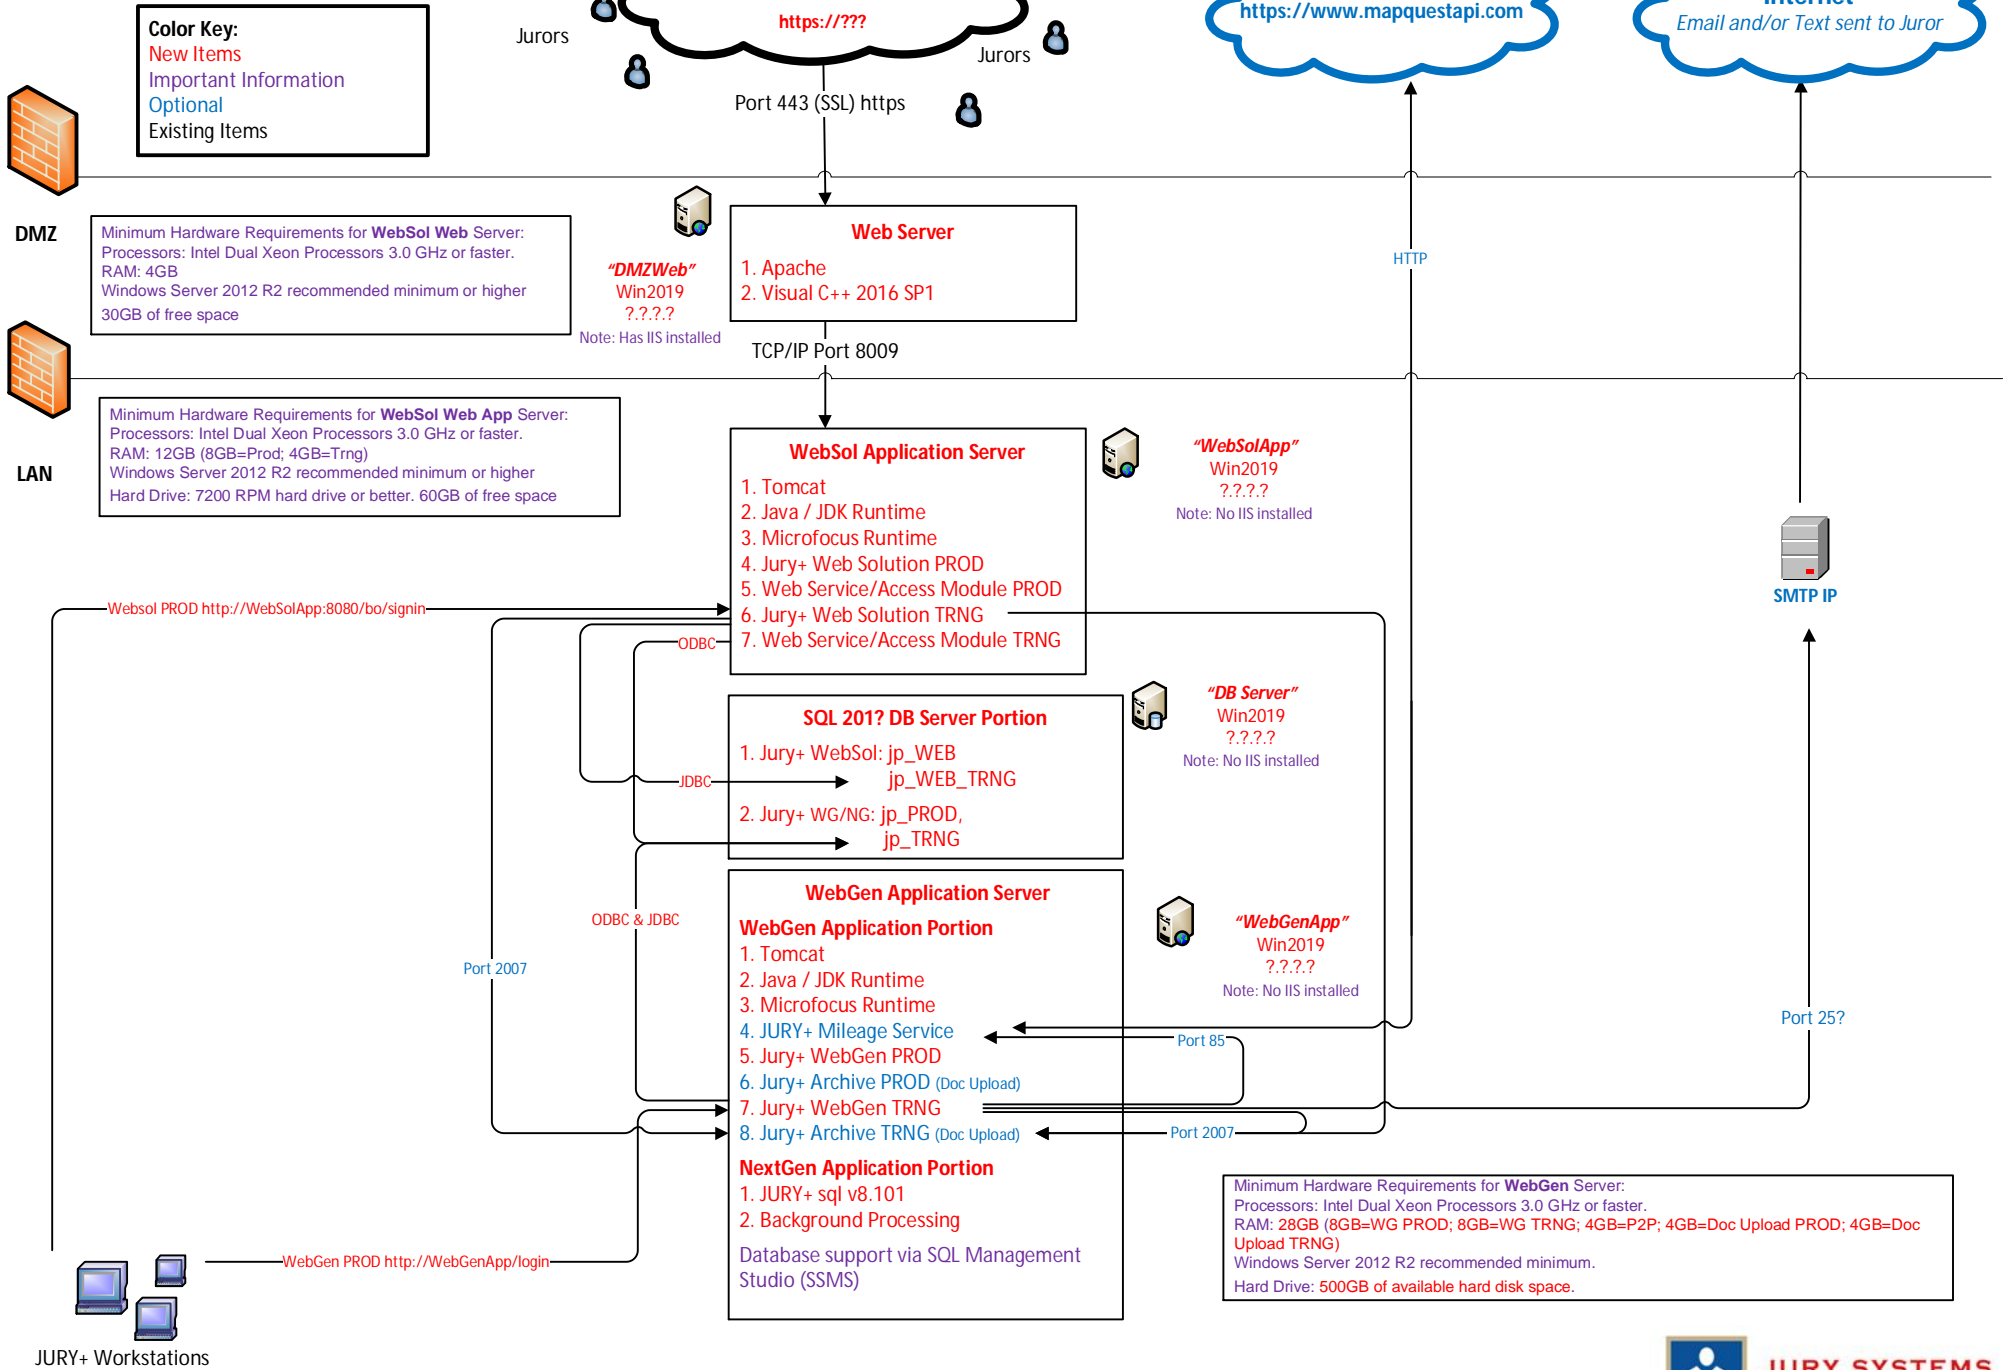 Color Key:
New Items
Important Information
Optional
Existing Items
Jurors
https://???
Jurors
https://www.mapquestapi.com
Internet
Email and/or Text sent to Juror
Port 443 (SSL) https
DMZ
Minimum Hardware Requirements for WebSol Web Server:
Processors: Intel Dual Xeon Processors 3.0 GHz or faster.
RAM: 4GB
Windows Server 2012 R2 recommended minimum or higher
30GB of free space
“DMZWeb”
Win2019
?.?.?.?
Note: Has IIS installed
Web Server
1. Apache
2. Visual C++ 2016 SP1
HTTP
TCP/IP Port 8009
LAN
Minimum Hardware Requirements for WebSol Web App Server:
Processors: Intel Dual Xeon Processors 3.0 GHz or faster.
RAM: 12GB (8GB=Prod; 4GB=Trng)
Windows Server 2012 R2 recommended minimum or higher
Hard Drive: 7200 RPM hard drive or better. 60GB of free space
WebSol Application Server
1. Tomcat
2. Java / JDK Runtime
3. Microfocus Runtime
4. Jury+ Web Solution PROD
5. Web Service/Access Module PROD
6. Jury+ Web Solution TRNG
7. Web Service/Access Module TRNG
“WebSolApp”
Win2019
?.?.?.?
Note: No IIS installed
SMTP IP
Websol PROD http://WebSolApp:8080/bo/signin
ODBC
SQL 201? DB Server Portion
1. Jury+ WebSol: jp_WEB
jp_WEB_TRNG
2. Jury+ WG/NG: jp_PROD,
jp_TRNG
JDBC
“DB Server”
Win2019
?.?.?.?
Note: No IIS installed
ODBC & JDBC
Port 2007
WebGen Application Server
WebGen Application Portion
1. Tomcat
2. Java / JDK Runtime
3. Microfocus Runtime
4. JURY+ Mileage Service
5. Jury+ WebGen PROD
6. Jury+ Archive PROD (Doc Upload)
7. Jury+ WebGen TRNG
8. Jury+ Archive TRNG (Doc Upload)
NextGen Application Portion
1. JURY+ sql v8.101
2. Background Processing
Database support via SQL Management
Studio (SSMS)
“WebGenApp”
Win2019
?.?.?.?
Note: No IIS installed
Port 85
Port 2007
Port 25?
WebGen PROD http://WebGenApp/login
Minimum Hardware Requirements for WebGen Server:
Processors: Intel Dual Xeon Processors 3.0 GHz or faster.
RAM: 28GB (8GB=WG PROD; 8GB=WG TRNG; 4GB=P2P; 4GB=Doc Upload PROD; 4GB=Doc
Upload TRNG)
Windows Server 2012 R2 recommended minimum.
Hard Drive: 500GB of available hard disk space.
JURY+ Workstations
JURY SYSTEMS